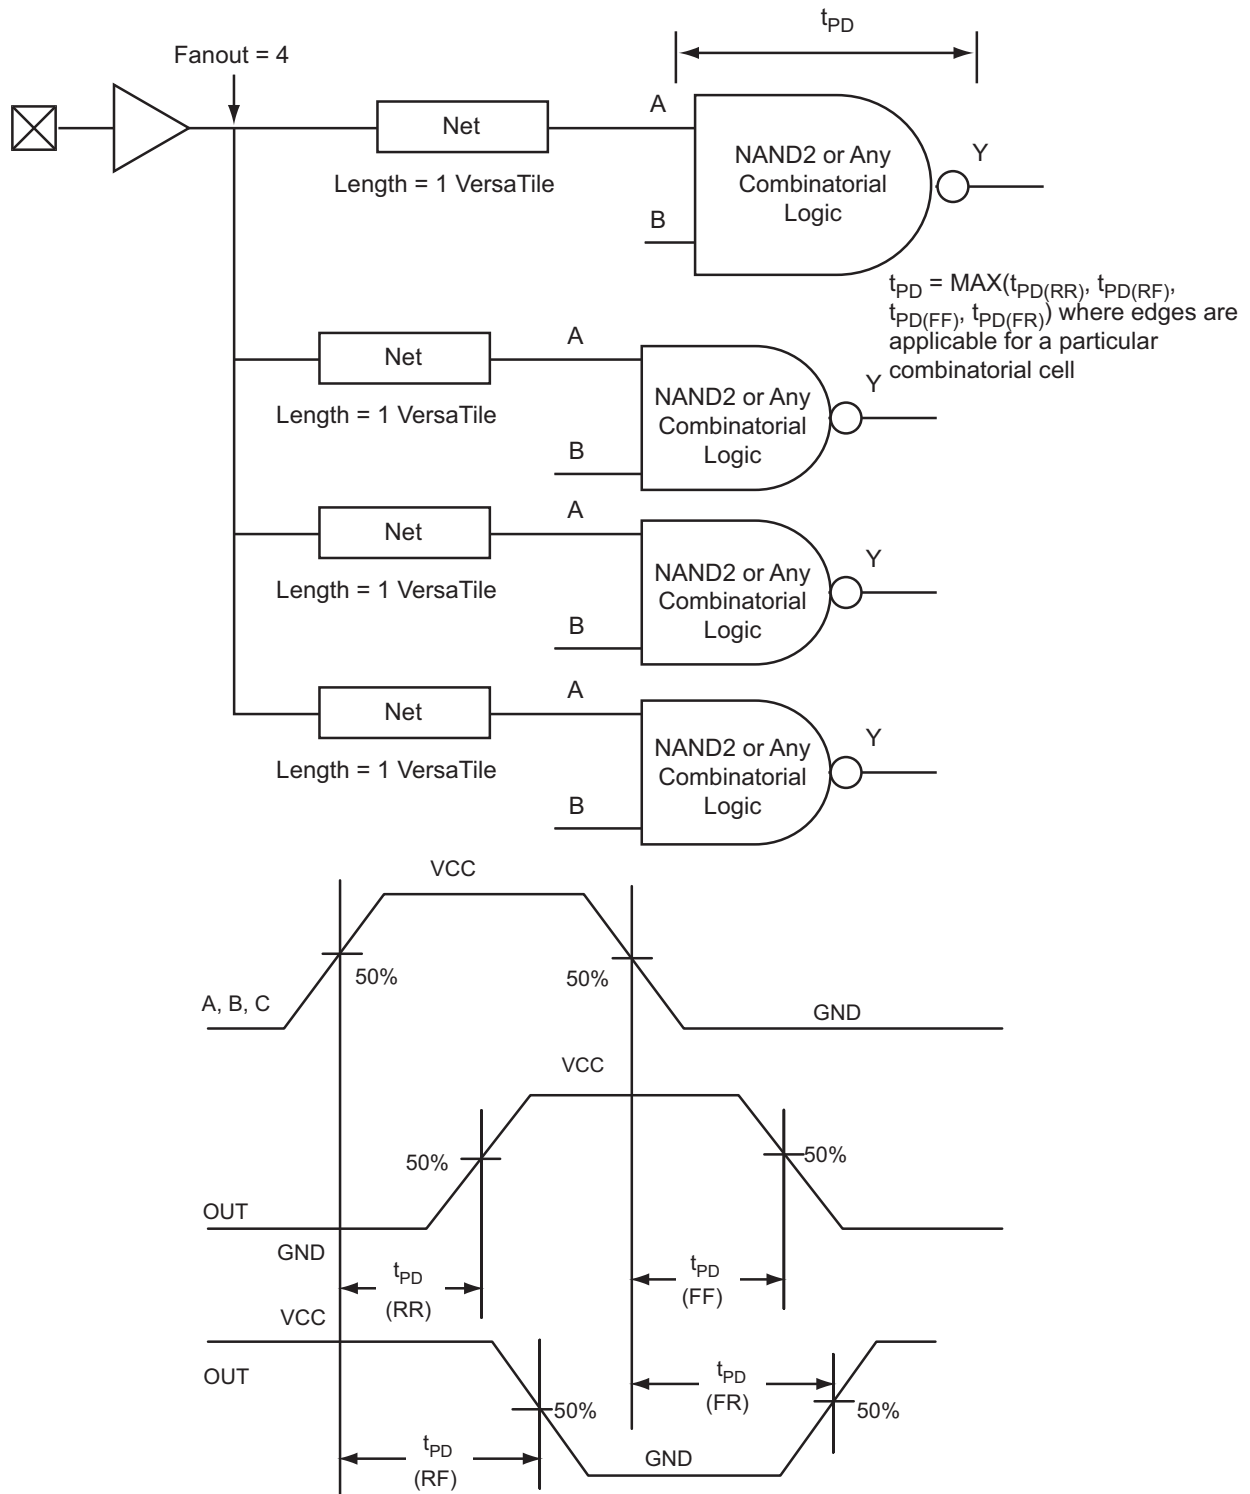 tPD
Fanout = 4
Net
Length = 1 VersaTile
A
B
NAND2 or Any
Combinatorial
Logic
Y
tPD = MAX(tPD(RR), tPD(RF),
tPD(FF), tPD(FR)) where edges are
applicable for a particular
combinatorial cell
Net
Length = 1 VersaTile
A
B
NAND2 or Any
Combinatorial
Logic
Y
Net
Length = 1 VersaTile
A
B
NAND2 or Any
Combinatorial
Logic
Y
Net
Length = 1 VersaTile
A
B
NAND2 or Any
Combinatorial
Logic
Y
VCC
50%
50%
A, B, C
GND
VCC
50%
50%
OUT
GND
tPD
(RR)
tPD
(FF)
VCC
OUT
tPD
(FR)
50%
50%
tPD
(RF)
GND